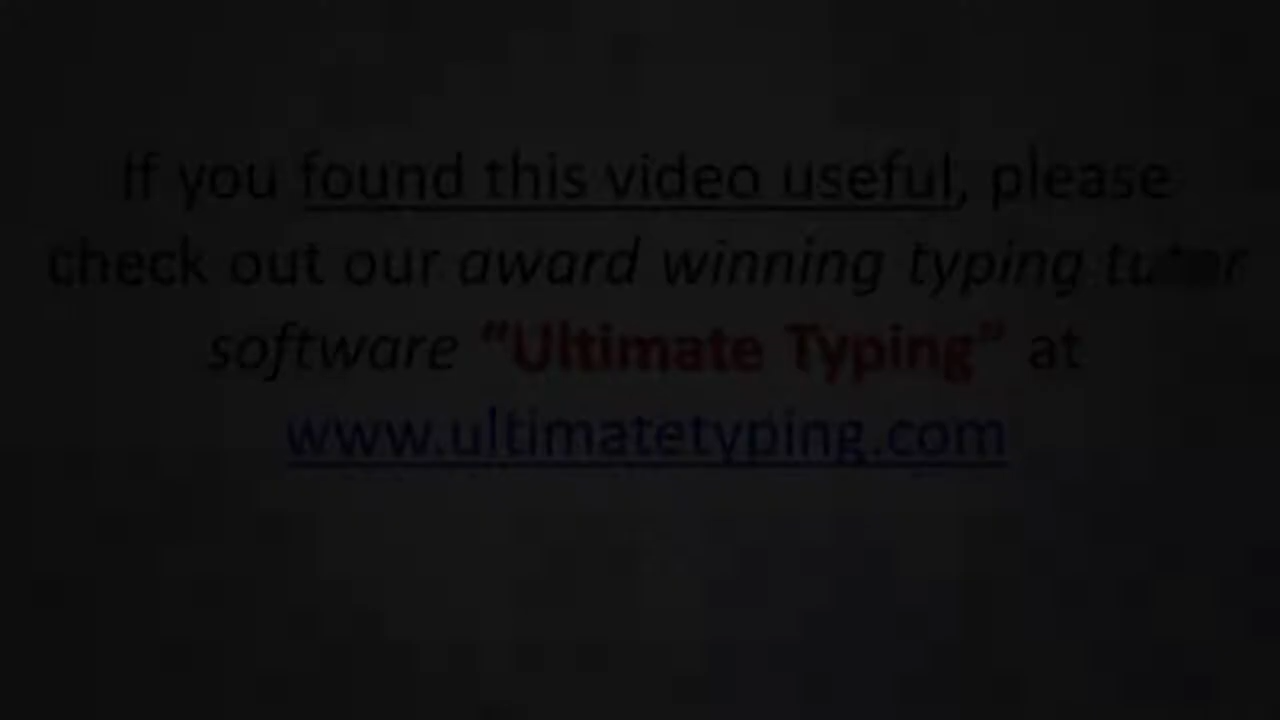 If you found this video useful, please
check out our award winning typing tutor
software “Ultimate Typing” at
www.ultimatetyping.com